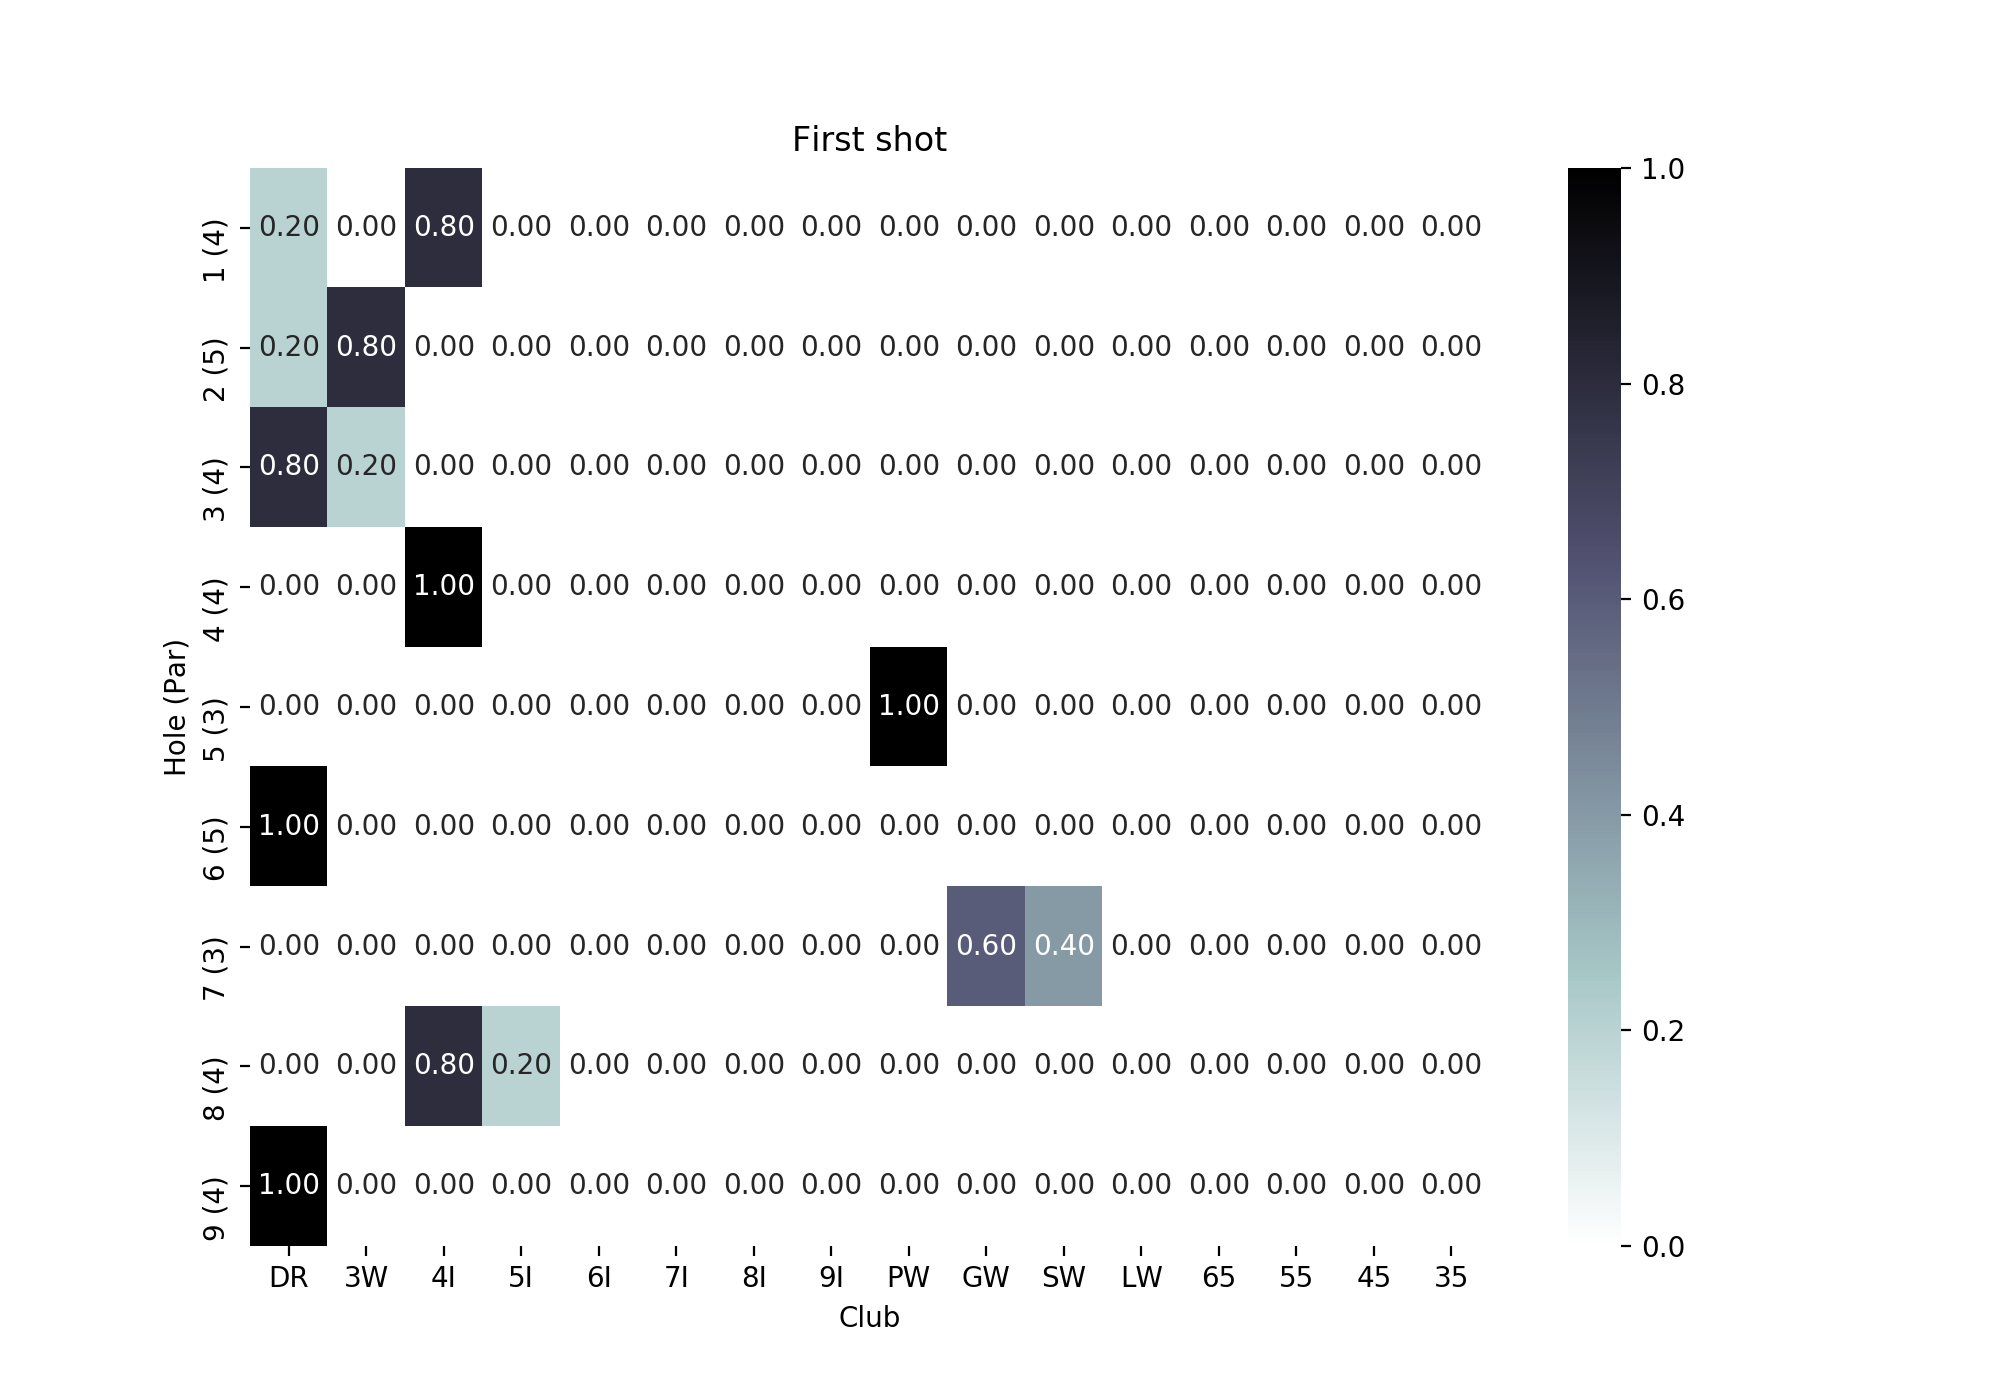 First shot
1 (4) 0.20 0.00 0.80 0.00 0.00 0.00 0.00 0.00 0.00 0.00 0.00 0.00 0.00 0.00 0.00 0.00
2 (5) 0.20 0.80 0.00 0.00 0.00 0.00 0.00 0.00 0.00 0.00 0.00 0.00 0.00 0.00 0.00 0.00
3 (4) 0.80 0.20 0.00 0.00 0.00 0.00 0.00 0.00 0.00 0.00 0.00 0.00 0.00 0.00 0.00 0.00
4 (4) 0.00 0.00 1.00 0.00 0.00 0.00 0.00 0.00 0.00 0.00 0.00 0.00 0.00 0.00 0.00 0.00
5 (3) 0.00 0.00 0.00 0.00 0.00 0.00 0.00 0.00 1.00 0.00 0.00 0.00 0.00 0.00 0.00 0.00
6 (5) 1.00 0.00 0.00 0.00 0.00 0.00 0.00 0.00 0.00 0.00 0.00 0.00 0.00 0.00 0.00 0.00
7 (3) 0.00 0.00 0.00 0.00 0.00 0.00 0.00 0.00 0.00 0.60 0.40 0.00 0.00 0.00 0.00 0.00
8 (4) 0.00 0.00 0.80 0.20 0.00 0.00 0.00 0.00 0.00 0.00 0.00 0.00 0.00 0.00 0.00 0.00
9 (4) 1.00 0.00 0.00 0.00 0.00 0.00 0.00 0.00 0.00 0.00 0.00 0.00 0.00 0.00 0.00 0.00
DR 3W 4I 5I 6I 7I 8I 9I PW GW SW LW 65 55 45 35
Club
Hole (Par)
1.0
0.8
0.6
0.4
0.2
0.0